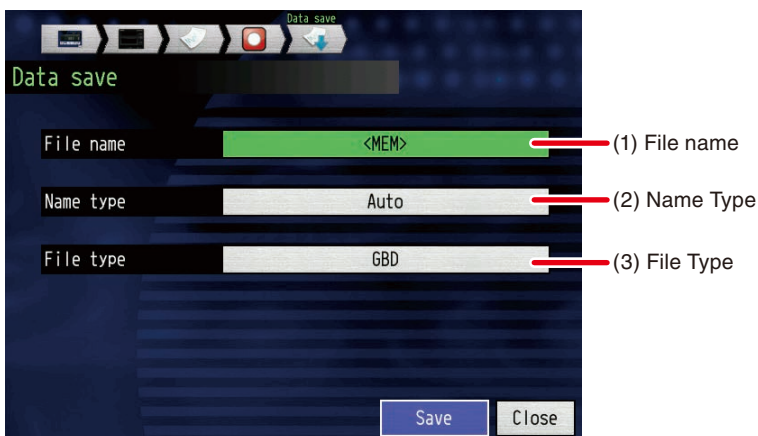 Data save
Data save
File name <MEM> (1) File name
Name type Auto (2) Name Type
File type GBD (3) File Type
Save Close